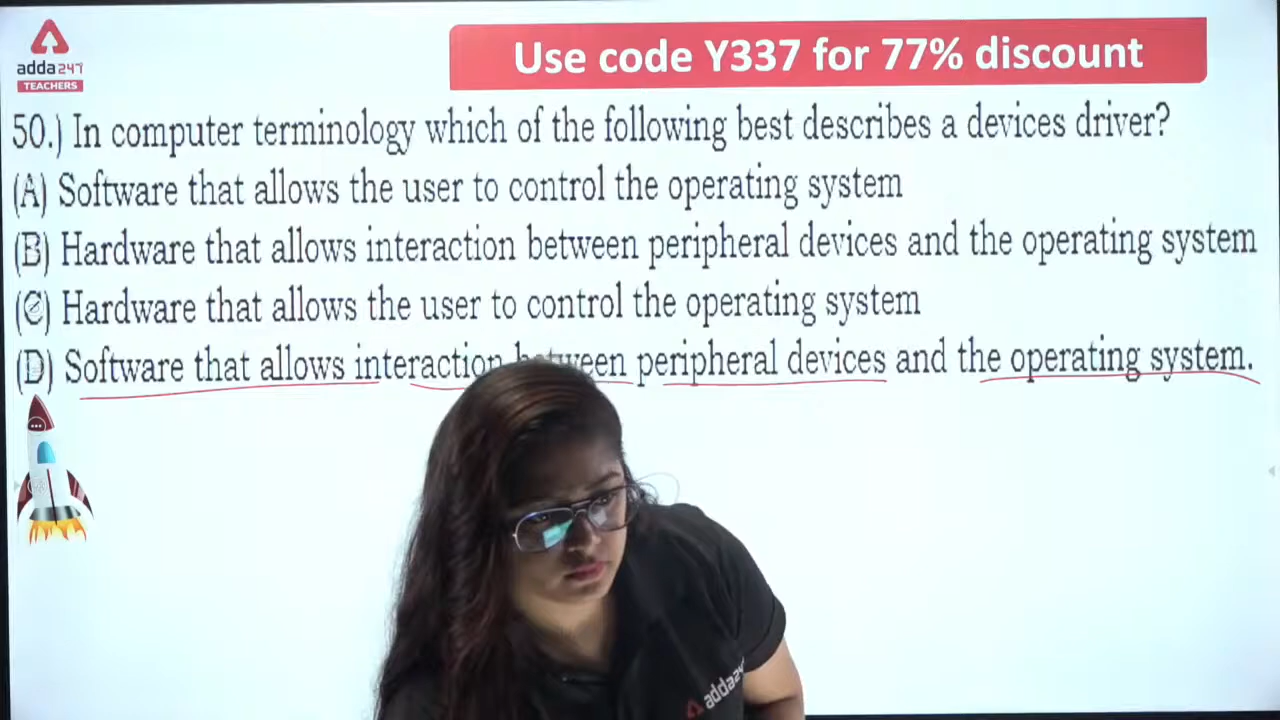 adda247
TEACHERS
Use code Y337 for 77% discount
50.) In computer terminology which of the following best describes a devices driver?
(A) Software that allows the user to control the operating system
(B) Hardware that allows interaction between peripheral devices and the operating system
(C) Hardware that allows the user to control the operating system
(D) Software that allows interaction between peripheral devices and the operating system.
adda247